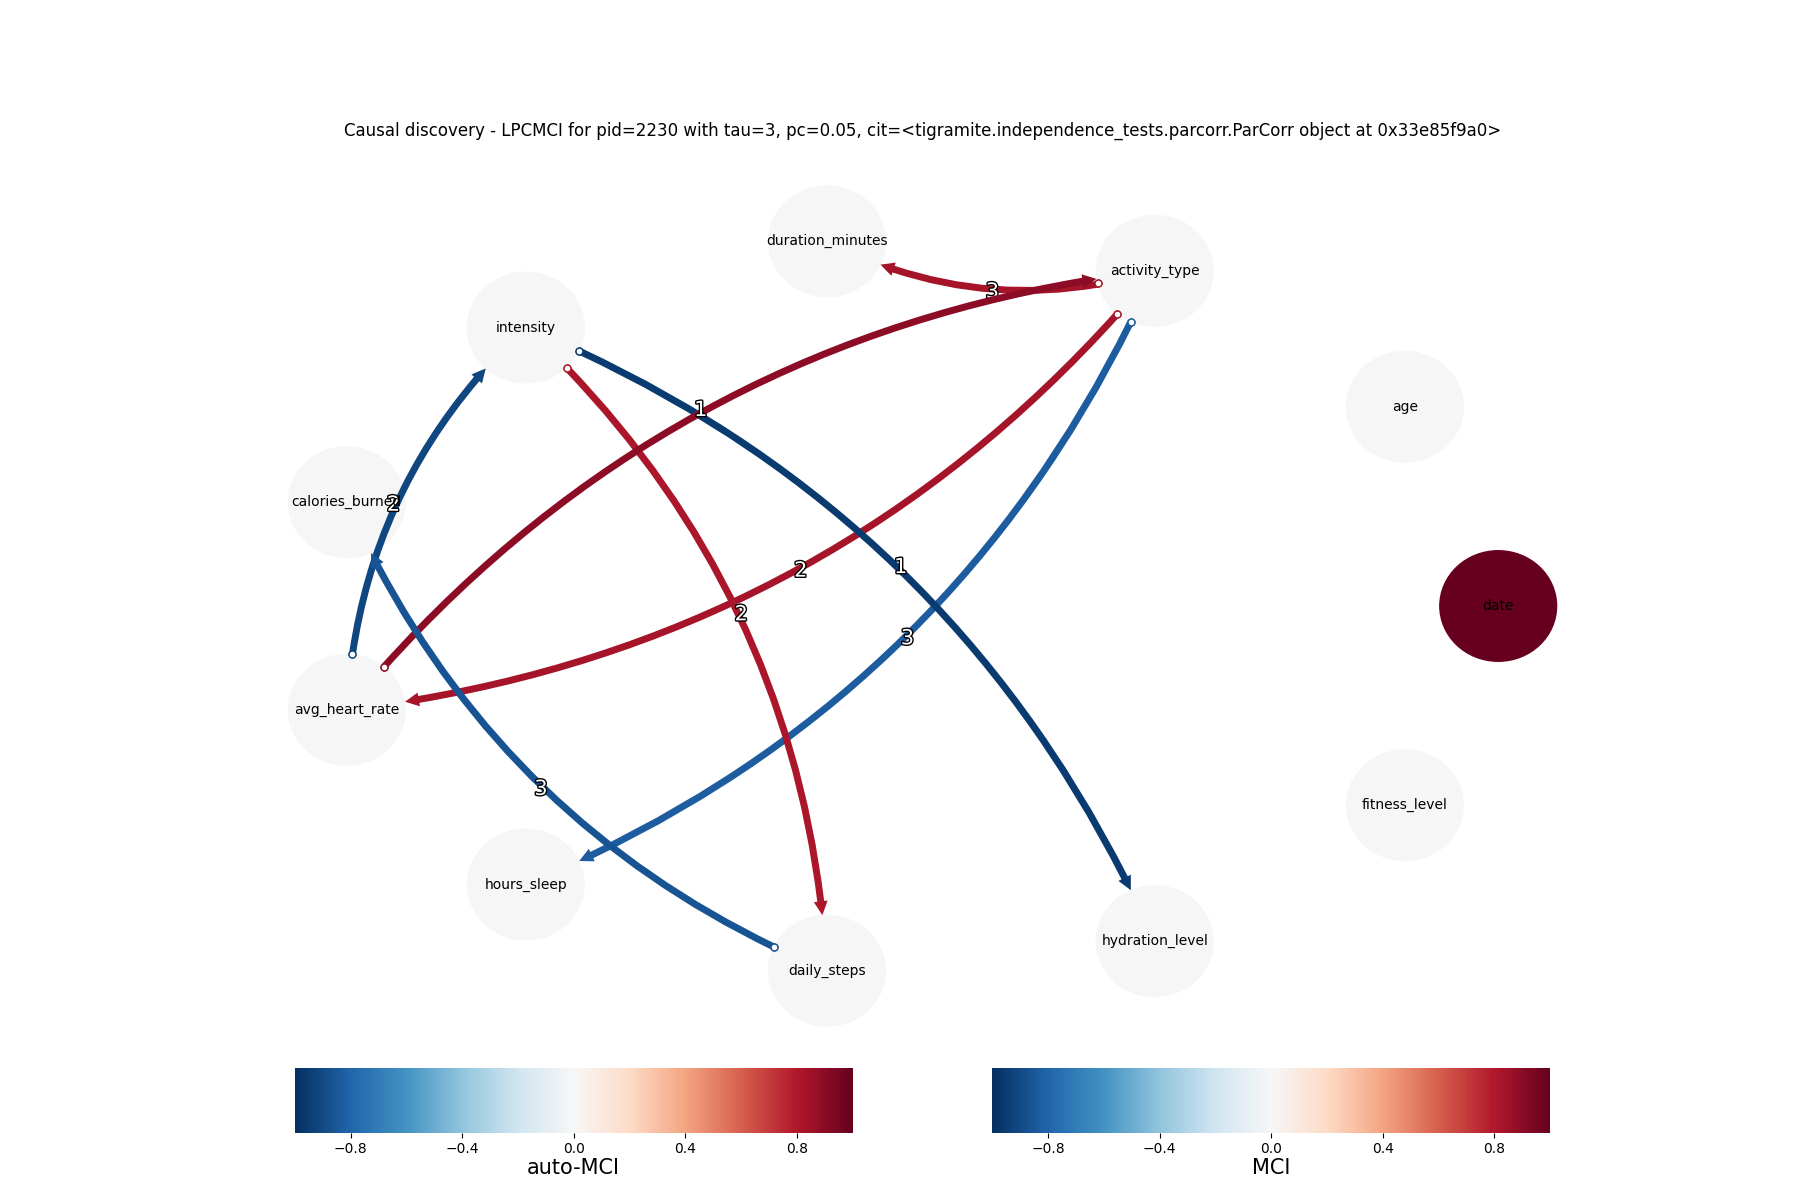 Causal discovery - LPCMCI for pid=2230 with tau=3, pc=0.05, cit=<tigramite.independence_tests.parcorr.ParCorr object at 0x33e85f9a0>
duration_minutes
activity_type
3
intensity
1
age
calories_burned
2
2
1
date
2
3
avg_heart_rate
3
fitness_level
hours_sleep
hydration_level
daily_steps
−0.8 −0.4 0.0 0.4 0.8
auto-MCI
−0.8 −0.4 0.0 0.4 0.8
MCI